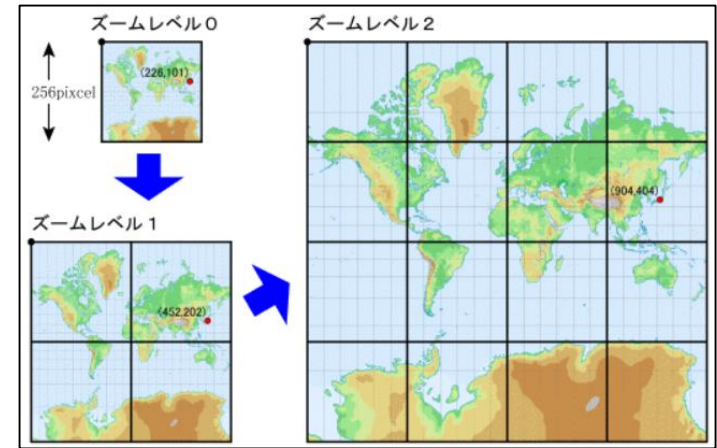 ズームレベル０
(226,101)
256pixcel
ズームレベル１
(452,202)
ズームレベル２
(904,404)